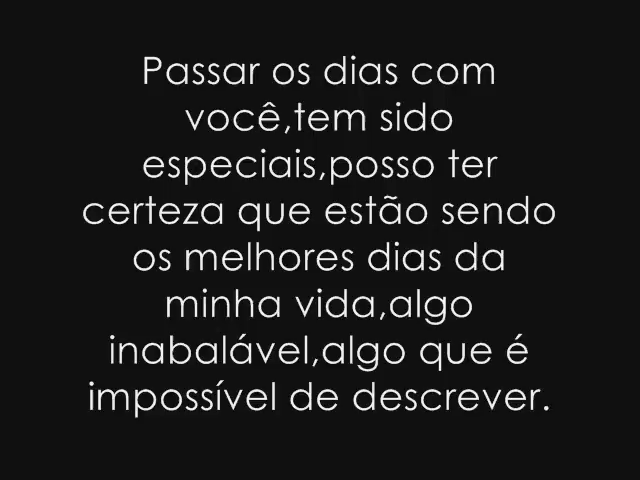 Passar os dias com
você,tem sido
especiais,posso ter
certeza que estão sendo
os melhores dias da
minha vida,algo
inabalável,algo que é
impossível de descrever.